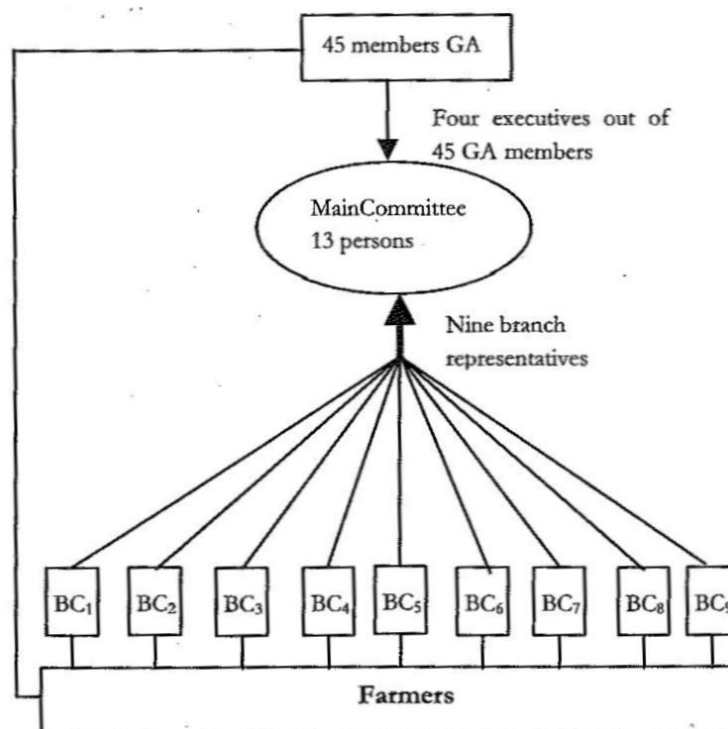 45 members GA
Four executives out of
45 GA members
MainCommittee
13 persons
Nine branch
representatives
BC₁ BC₂ BC₃ BC₄ BC₅ BC₆ BC₇ BC₈ BC₉
Farmers